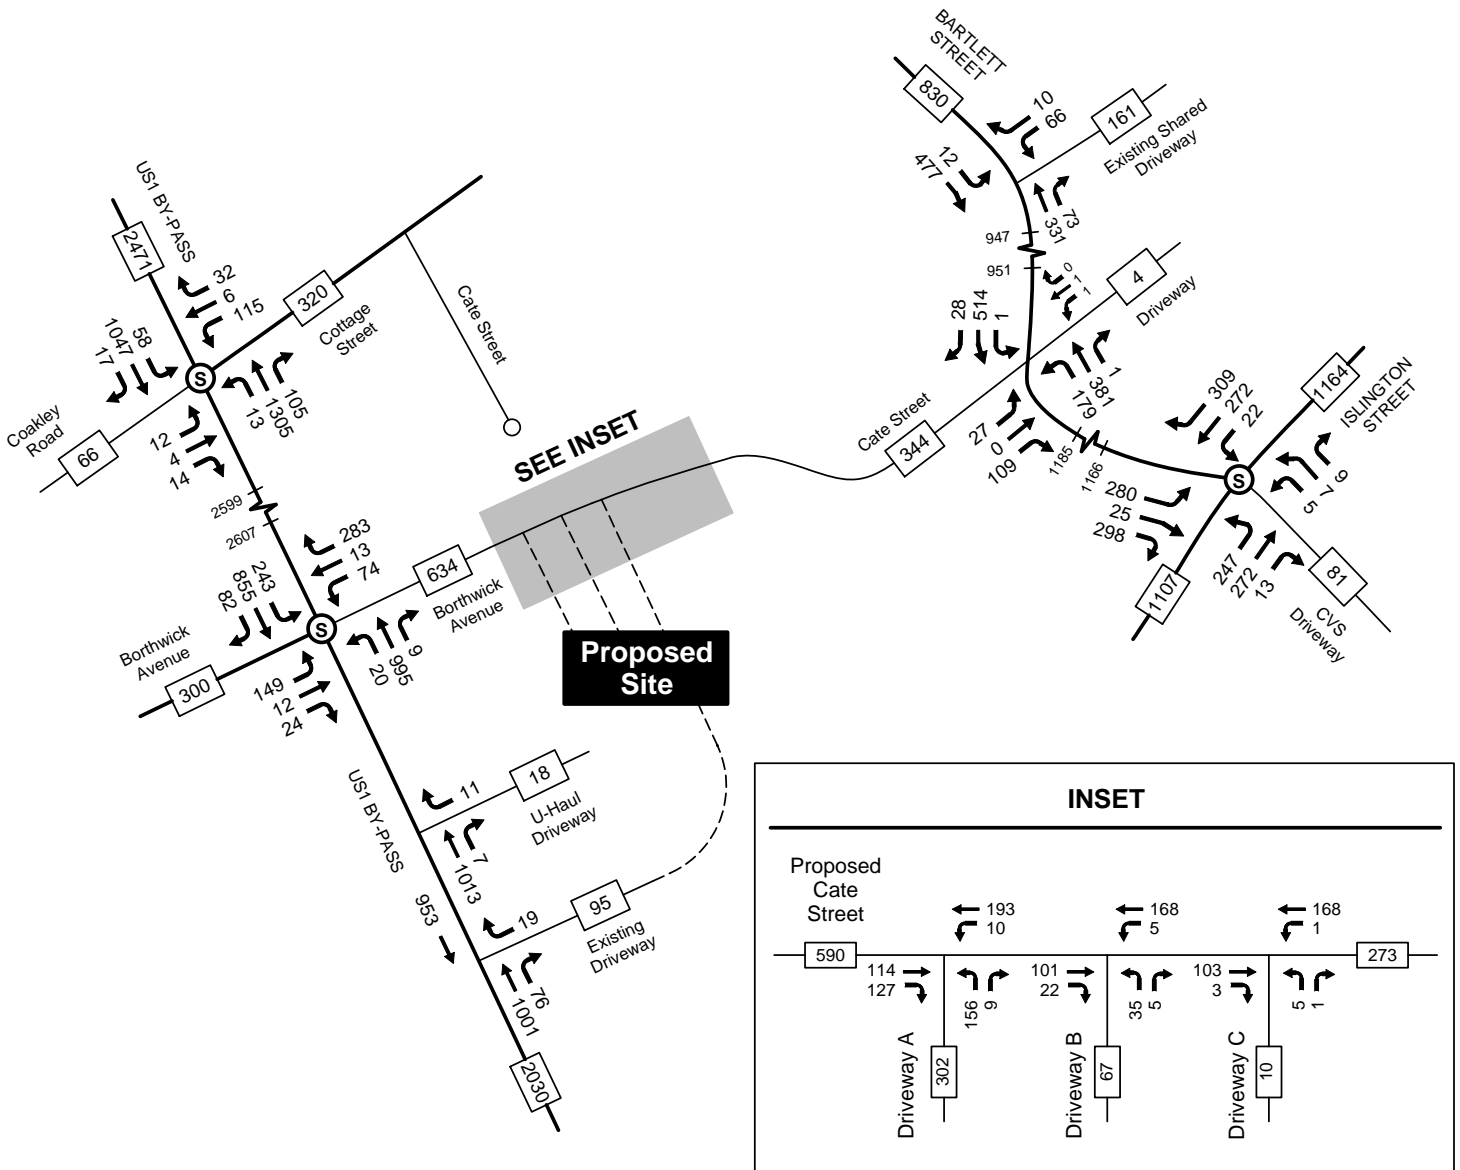 BARTLETT
STREET
830
10
66
161
Existing Shared
Driveway
12
477
73
331
947
951
0
1
1
4
Driveway
28
514
1
1
381
179
Cate Street
344
27
0
109
1185
1166
309
272
22
1164
ISLINGTON
STREET
280
25
298
9
7
5
247
272
13
81
CVS
Driveway
1107
US1 BY-PASS
2471
32
6
115
320
Cottage
Street
Cate Street
58
1047
17
105
1305
13
Coakley
Road
66
12
4
14
2599
2607
SEE INSET
283
13
74
634
Borthwick
Avenue
243
855
82
Borthwick
Avenue
300
9
995
20
149
12
24
Proposed
Site
US1 BY-PASS
11
18
U-Haul
Driveway
7
1013
953
19
95
Existing
Driveway
76
1001
2030
INSET
Proposed
Cate
Street
193
10
168
5
168
1
590
273
114
127
156
9
101
22
35
5
103
3
5
1
Driveway A
302
Driveway B
67
Driveway C
10
S
S
S